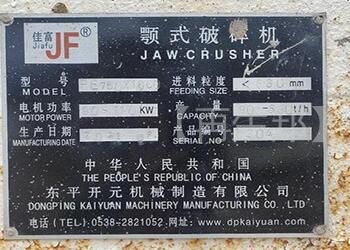 佳富 JF® 颚式破碎机
Jiafu JAW CRUSHER
型号 进料粒度 < mm
MODEL FEEDING SIZE
电机功率 KW 产量 t/h
MOTOR POWER CAPACITY
生产日期 产品编号
MANUFACTURING DATE SERIAL NO.
中华人民共和国
THE PEOPLE'S REPUBLIC OF CHINA
东平开元机械制造有限公司
DONGPING KAIYUAN MACHINERY MANUFACTURING CO., LTD
电话(TEL):0538-2821052.网址:www.dpkaiyuan.com